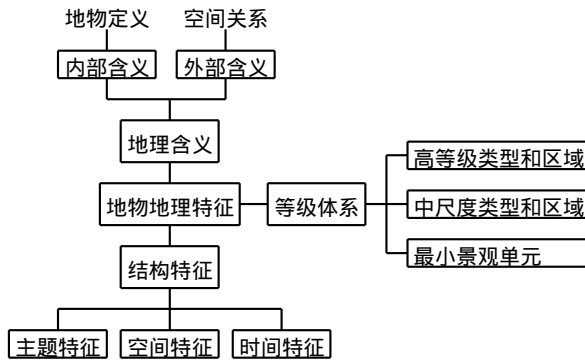 地物定义
空间关系
内部含义
外部含义
地理含义
高等级类型和区域
地物地理特征
等级体系
中尺度类型和区域
最小景观单元
结构特征
主题特征
空间特征
时间特征